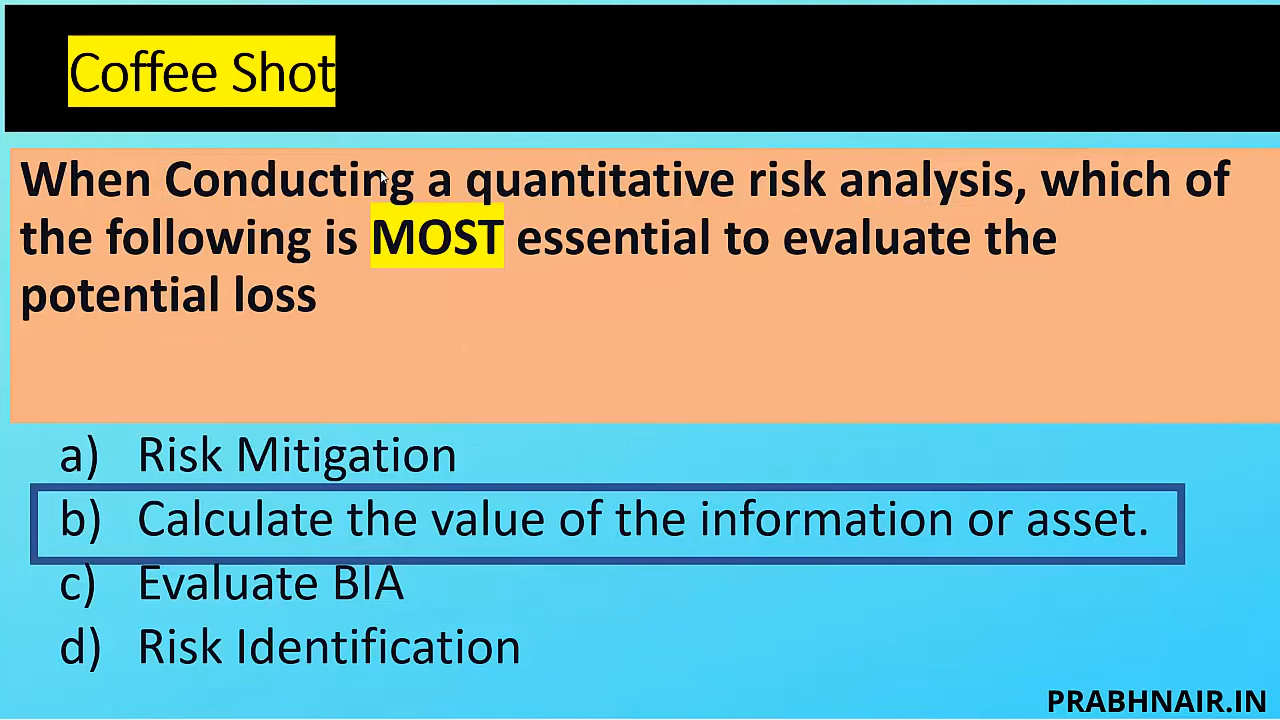 Coffee Shot
When Conducting a quantitative risk analysis, which of
the following is MOST essential to evaluate the
potential loss
a) Risk Mitigation
b) Calculate the value of the information or asset.
c) Evaluate BIA
d) Risk Identification
PRABHNAIR.IN